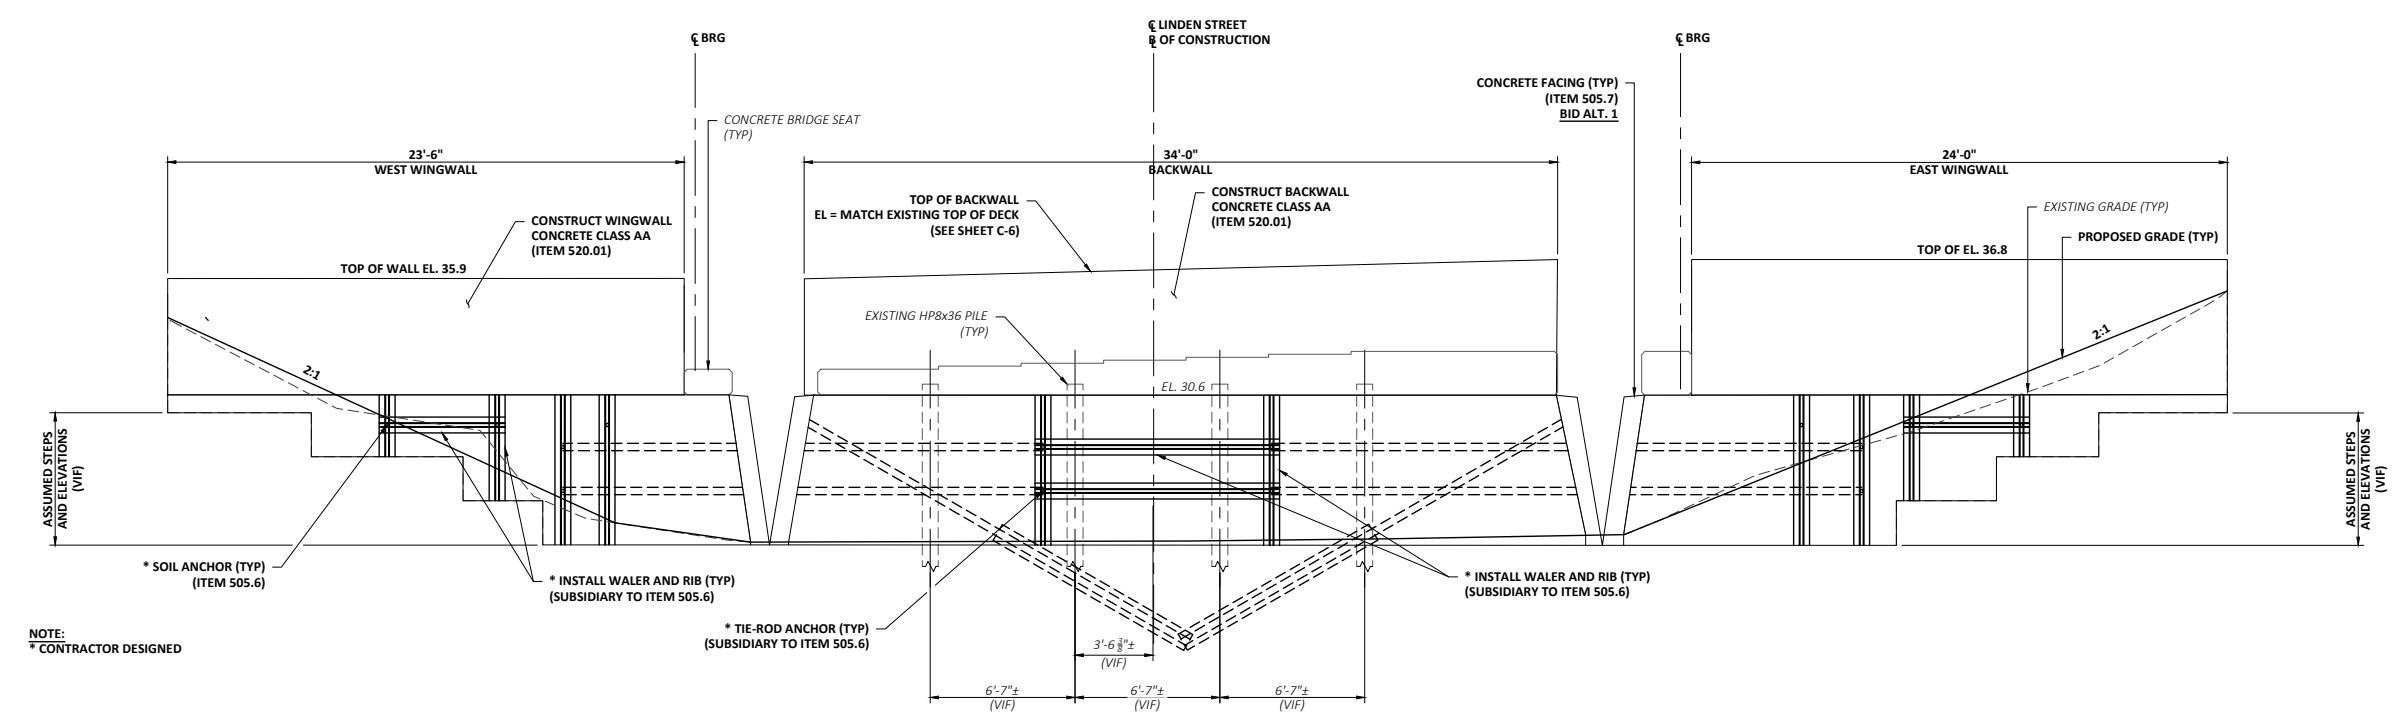 ℄ LINDEN STREET
℄ BRG
B OF CONSTRUCTION
℄ BRG
CONCRETE FACING (TYP)
(ITEM 505.7)
BID ALT. 1
CONCRETE BRIDGE SEAT
(TYP)
23'-6"
WEST WINGWALL
34'-0"
BACKWALL
24'-0"
EAST WINGWALL
TOP OF BACKWALL
EL = MATCH EXISTING TOP OF DECK
(SEE SHEET C-6)
CONSTRUCT BACKWALL
CONCRETE CLASS AA
(ITEM 520.01)
CONSTRUCT WINGWALL
CONCRETE CLASS AA
(ITEM 520.01)
EXISTING GRADE (TYP)
PROPOSED GRADE (TYP)
TOP OF WALL EL. 35.9
TOP OF EL. 36.8
EXISTING HP8x36 PILE
(TYP)
2:1
2:1
EL. 30.6
ASSUMED STEPS
AND ELEVATIONS
(VIF)
ASSUMED STEPS
AND ELEVATIONS
(VIF)
* SOIL ANCHOR (TYP)
(ITEM 505.6)
* INSTALL WALER AND RIB (TYP)
(SUBSIDIARY TO ITEM 505.6)
* INSTALL WALER AND RIB (TYP)
(SUBSIDIARY TO ITEM 505.6)
* TIE-ROD ANCHOR (TYP)
(SUBSIDIARY TO ITEM 505.6)
NOTE:
* CONTRACTOR DESIGNED
3'-6 3/8"±
(VIF)
6'-7"±
(VIF)
6'-7"±
(VIF)
6'-7"±
(VIF)